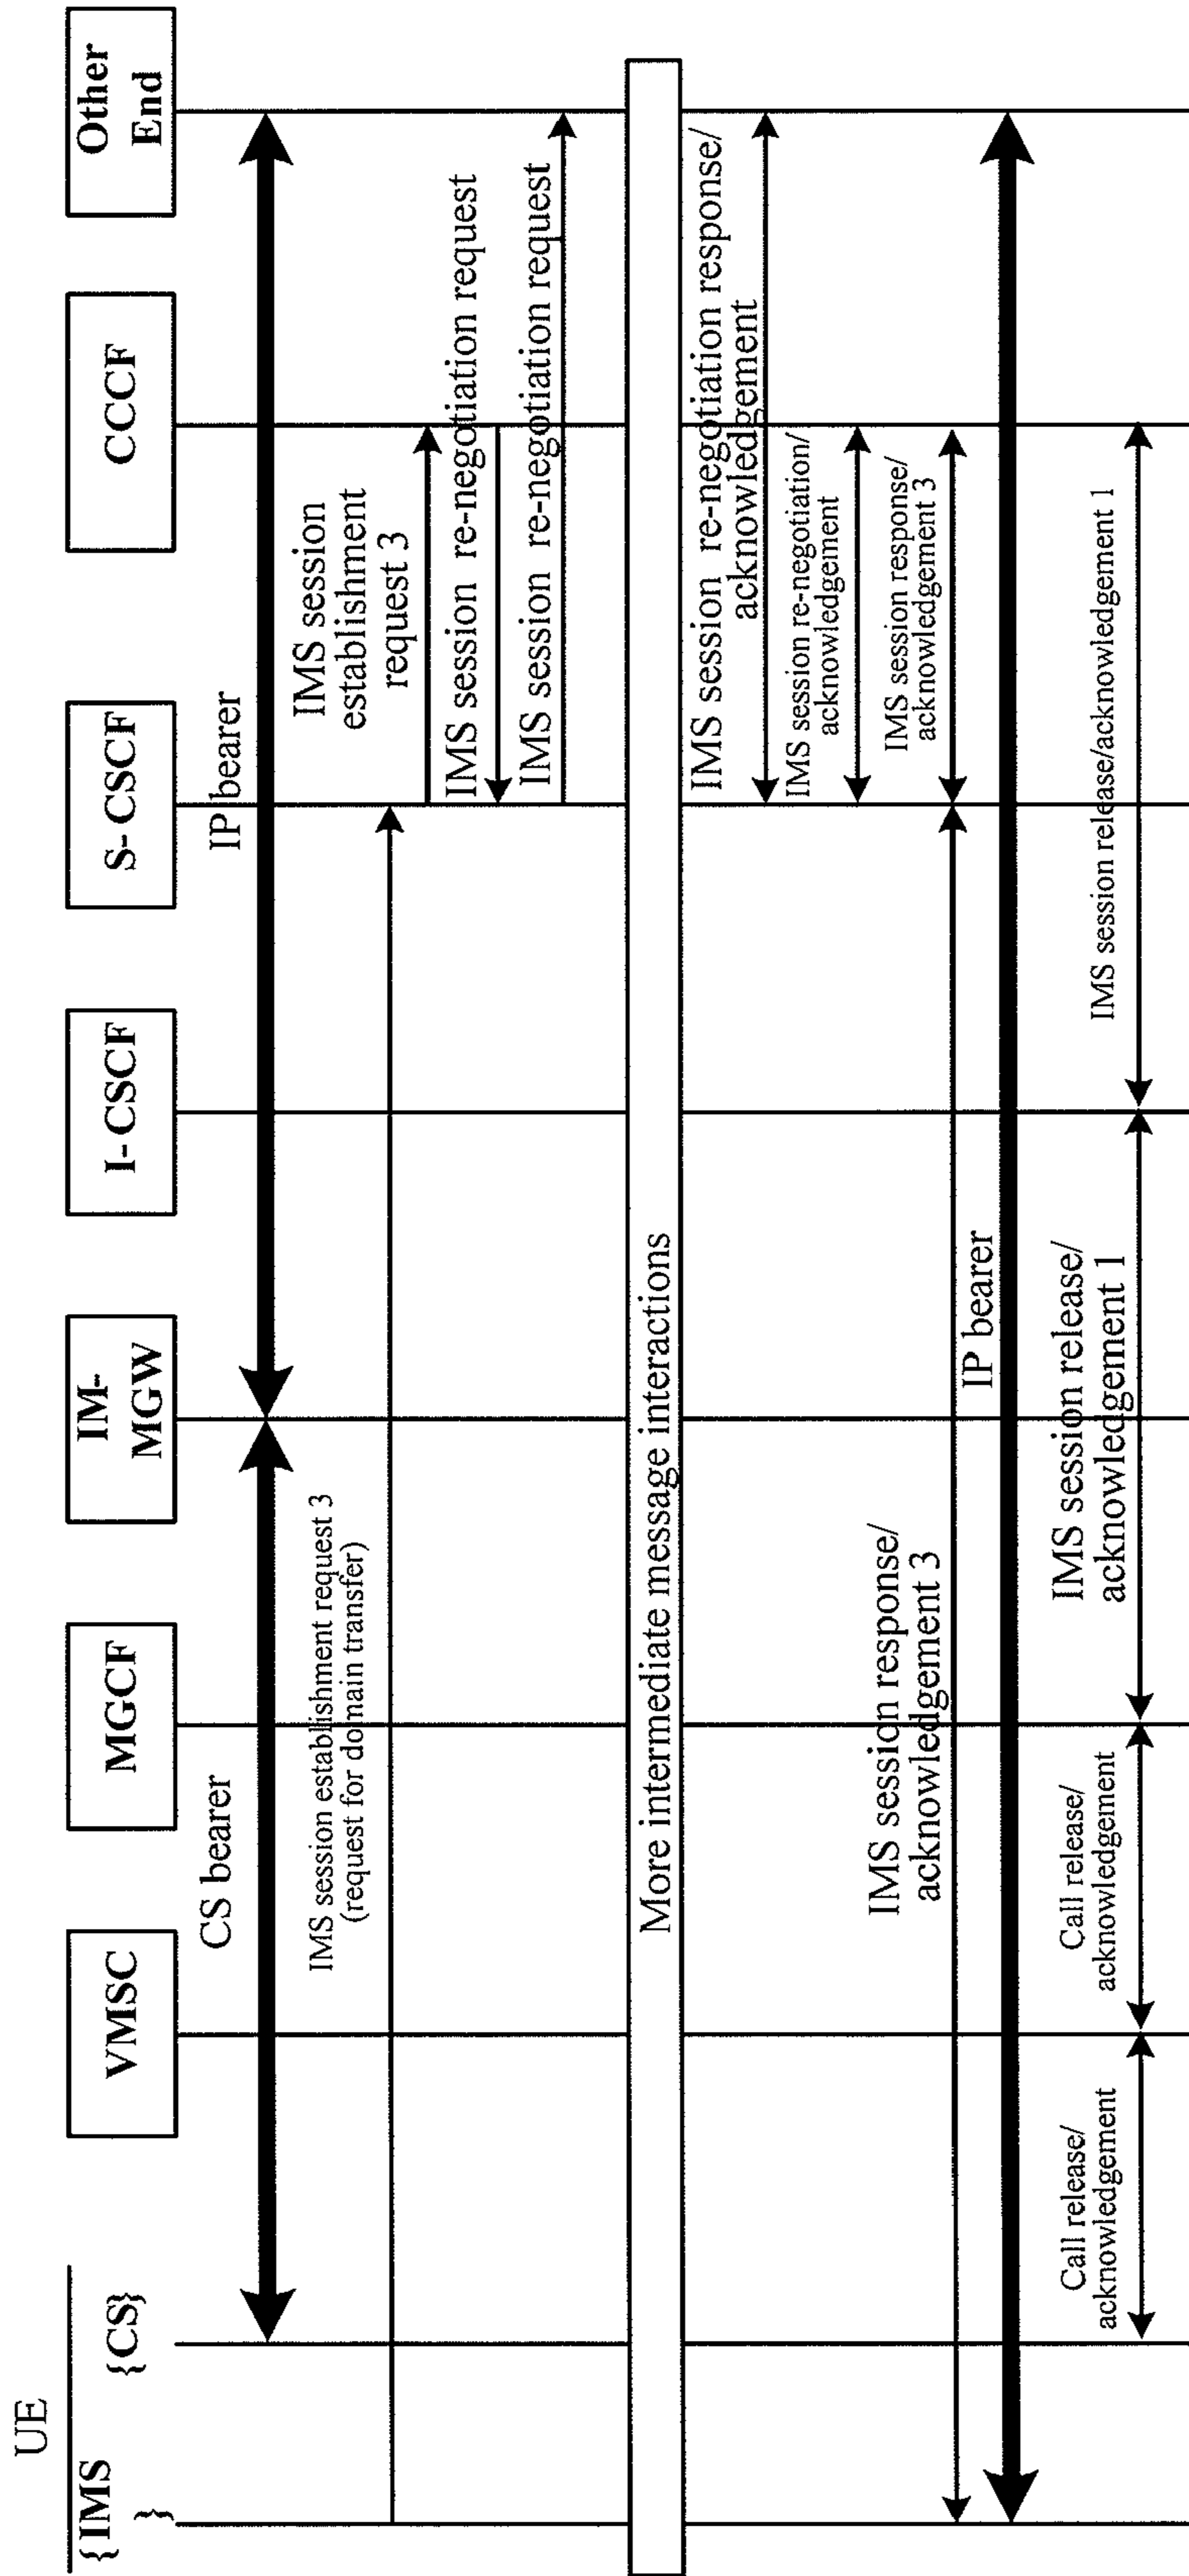 UE
{IMS
}
{CS}
VMSC
MGCF
IM-
MGW
I-CSCF
S-CSCF
CCCF
Other
End
CS bearer
IP bearer
IMS session establishment request 3
(request for domain transfer)
IMS session
establishment
request 3
IMS session re-negotiation request
IMS session re-negotiation request
More intermediate message interactions
IMS session re-negotiation response/
acknowledgement
IMS session re-negotiation/
acknowledgement
IMS session response/
acknowledgement 3
IMS session response/
acknowledgement 3
IP bearer
Call release/
acknowledgement
Call release/
acknowledgement
IMS session release/
acknowledgement 1
IMS session release/acknowledgement 1